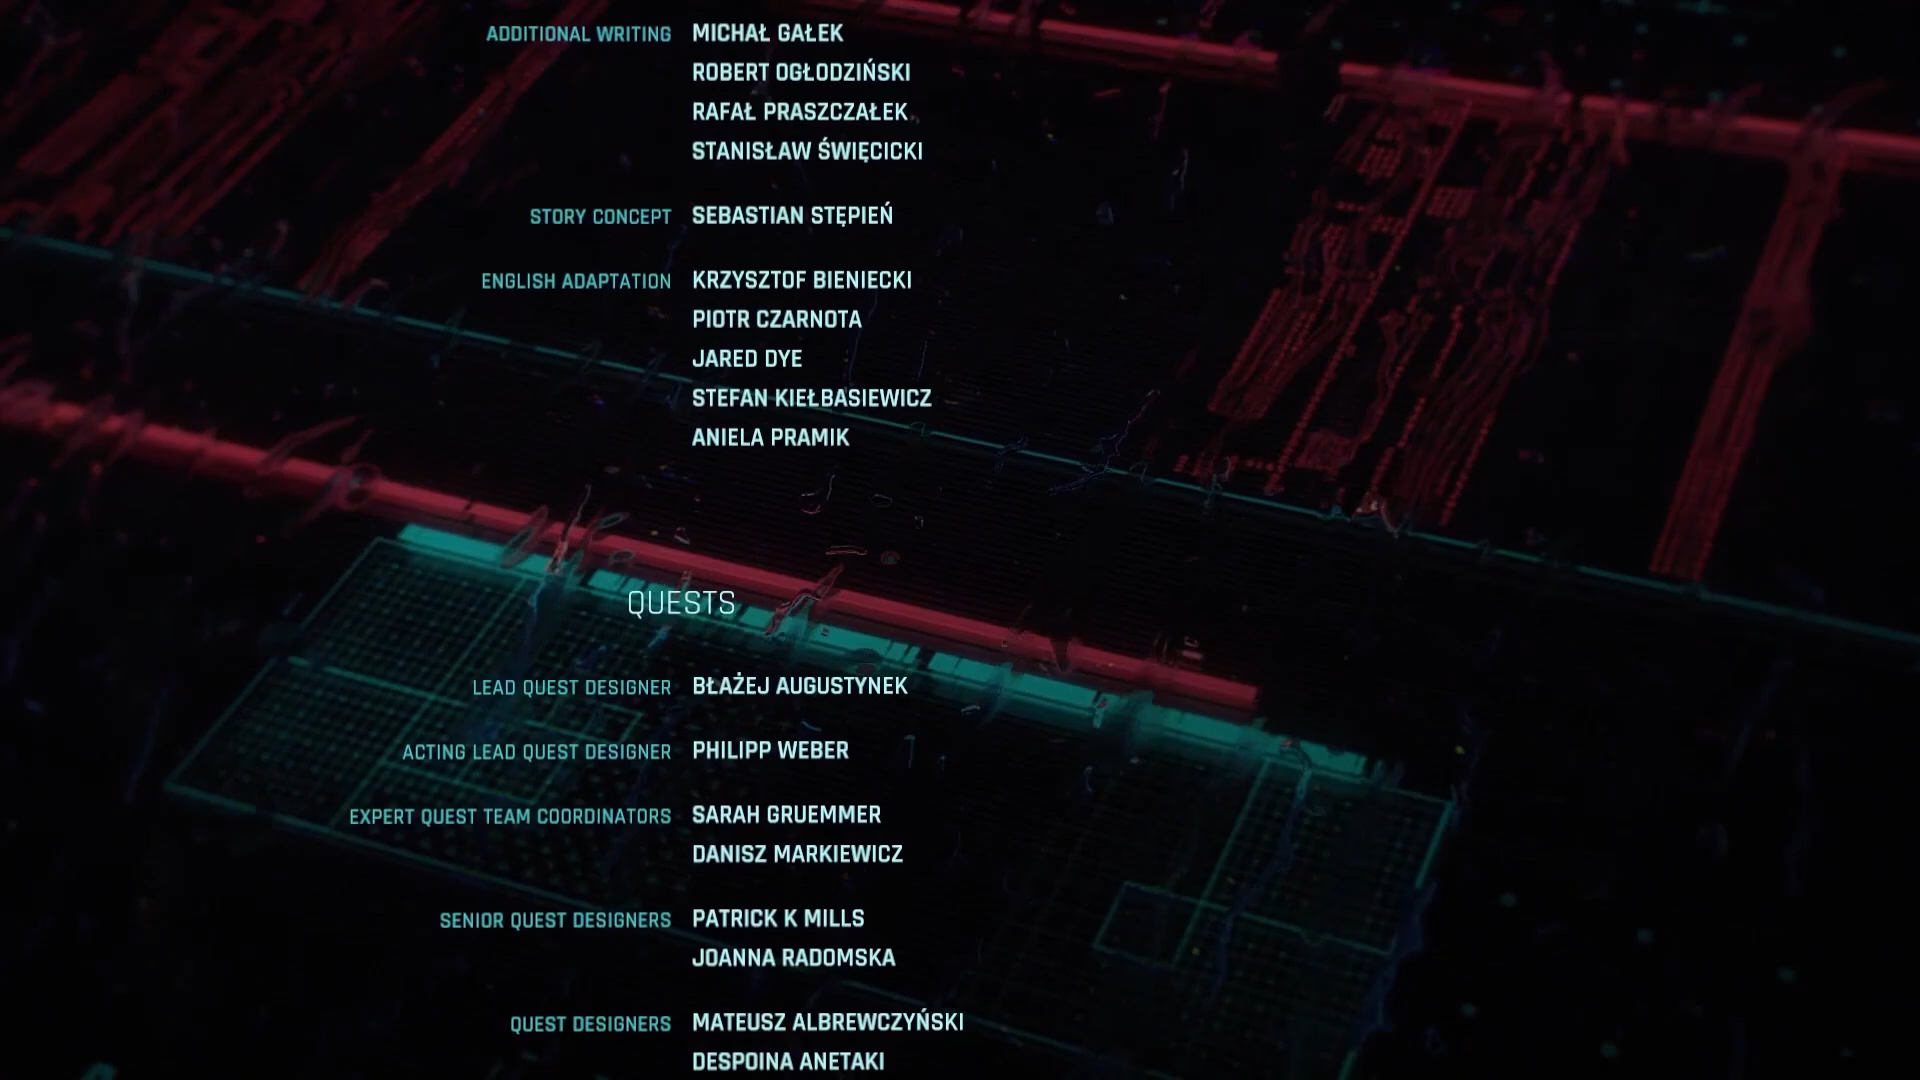 ADDITIONAL WRITING MICHAŁ GAŁEK
ROBERT OGŁODZIŃSKI
RAFAŁ PRASZCZAŁEK
STANISŁAW ŚWIĘCICKI
STORY CONCEPT SEBASTIAN STĘPIEŃ
ENGLISH ADAPTATION KRZYSZTOF BIENIECKI
PIOTR CZARNOTA
JARED DYE
STEFAN KIEŁBASIEWICZ
ANIELA PRAMIK
QUESTS
LEAD QUEST DESIGNER BŁAŻEJ AUGUSTYNEK
ACTING LEAD QUEST DESIGNER PHILIPP WEBER
EXPERT QUEST TEAM COORDINATORS SARAH GRUEMMER
DANISZ MARKIEWICZ
SENIOR QUEST DESIGNERS PATRICK K MILLS
JOANNA RADOMSKA
QUEST DESIGNERS MATEUSZ ALBREWCZYŃSKI
DESPOINA ANETAKI